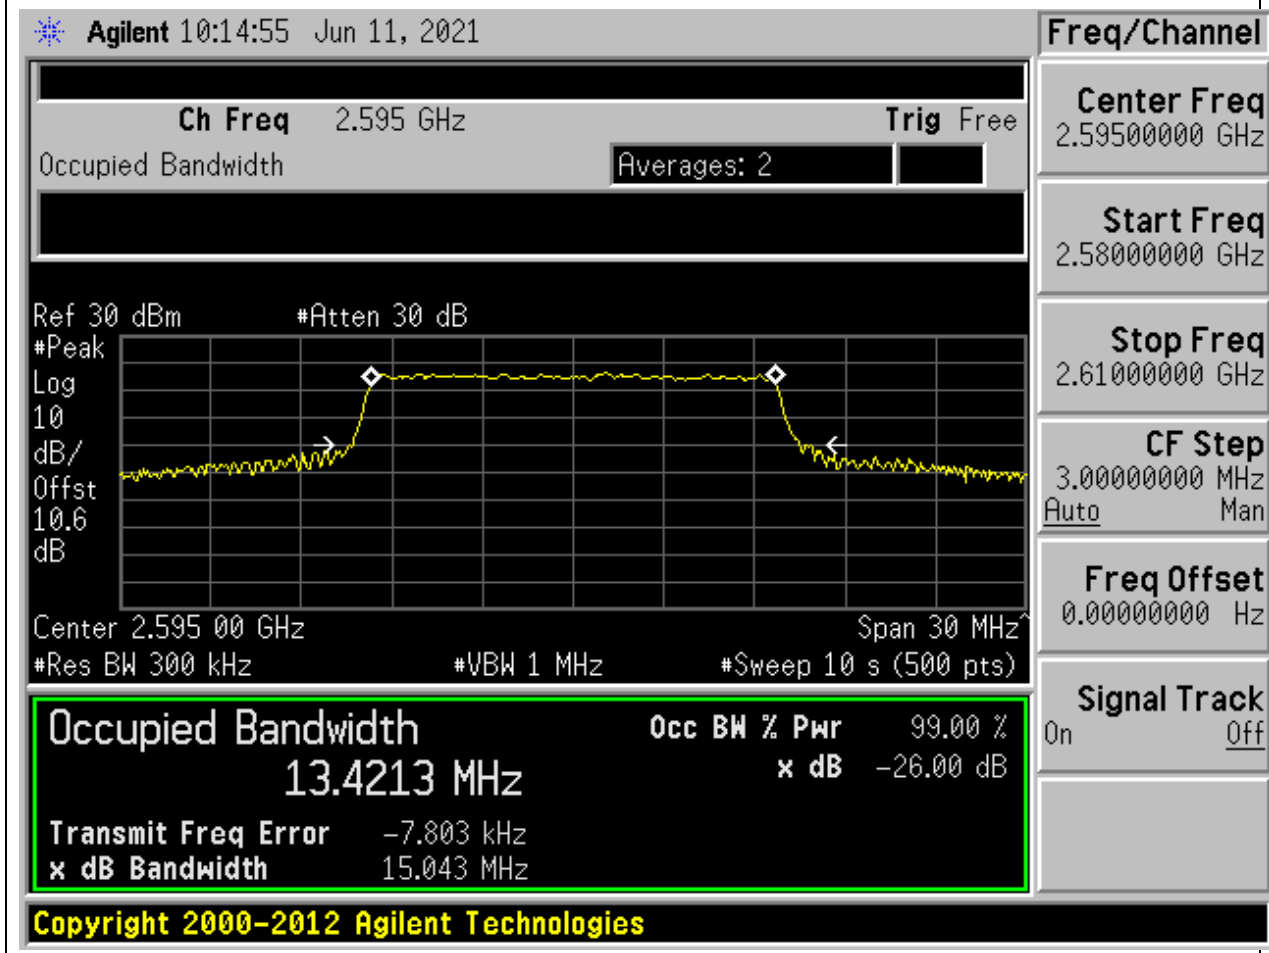 Agilent 10:14:55 Jun 11, 2021
Freq/Channel
Ch Freq 2.595 GHz Trig Free
Occupied Bandwidth Averages: 2
Ref 30 dBm #Atten 30 dB
#Peak
Log
10
dB/
Offst
10.6
dB
Center 2.595 00 GHz Span 30 MHz^
#Res BW 300 kHz #VBW 1 MHz #Sweep 10 s (500 pts)
Occupied Bandwidth
13.4213 MHz
Occ BW % Pwr 99.00 %
x dB -26.00 dB
Transmit Freq Error -7.803 kHz
x dB Bandwidth 15.043 MHz
Center Freq
2.59500000 GHz
Start Freq
2.58000000 GHz
Stop Freq
2.61000000 GHz
CF Step
3.00000000 MHz
Auto Man
Freq Offset
0.00000000 Hz
Signal Track
On Off
Copyright 2000-2012 Agilent Technologies